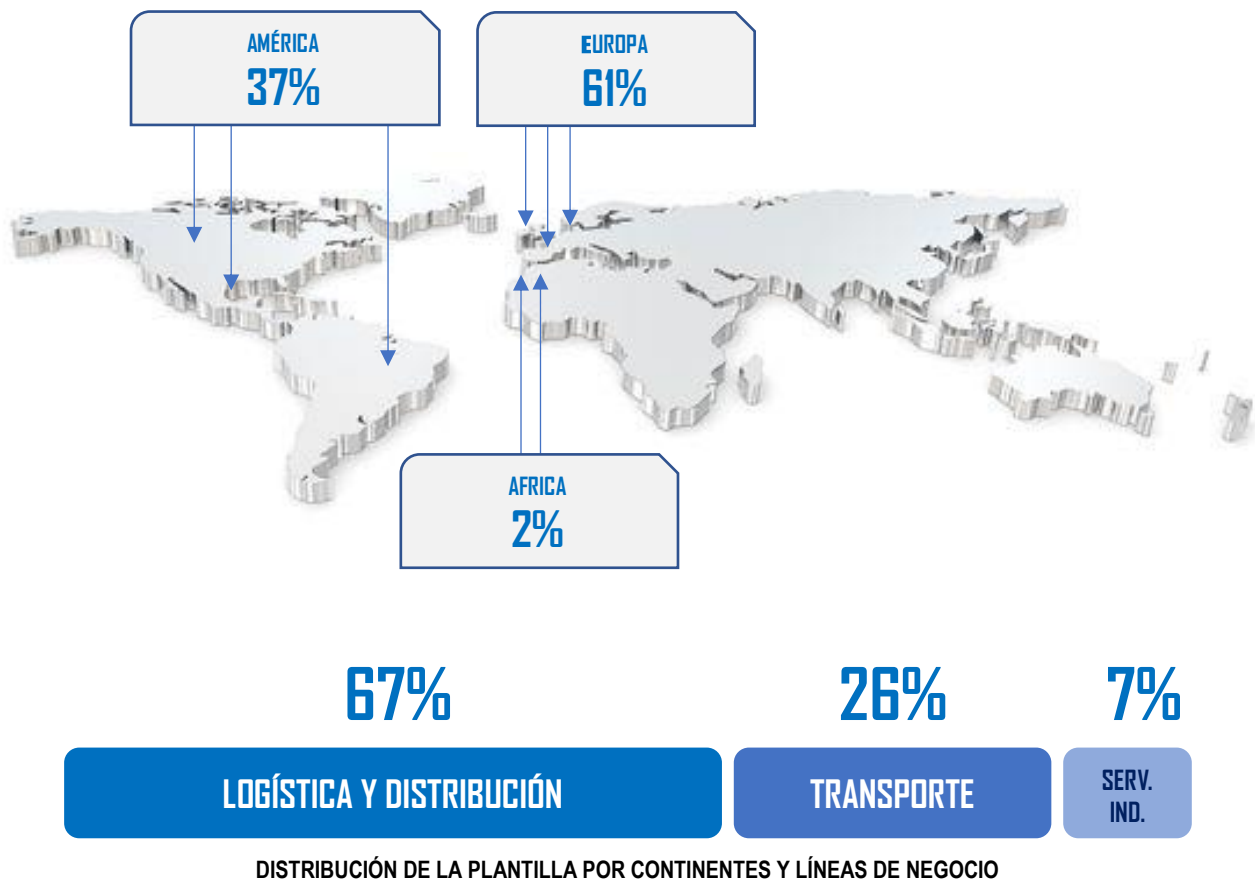 AMÉRICA
37%
EUROPA
61%
AFRICA
2%
67%
26%
7%
LOGÍSTICA Y DISTRIBUCIÓN
TRANSPORTE
SERV.
IND.
DISTRIBUCIÓN DE LA PLANTILLA POR CONTINENTES Y LÍNEAS DE NEGOCIO